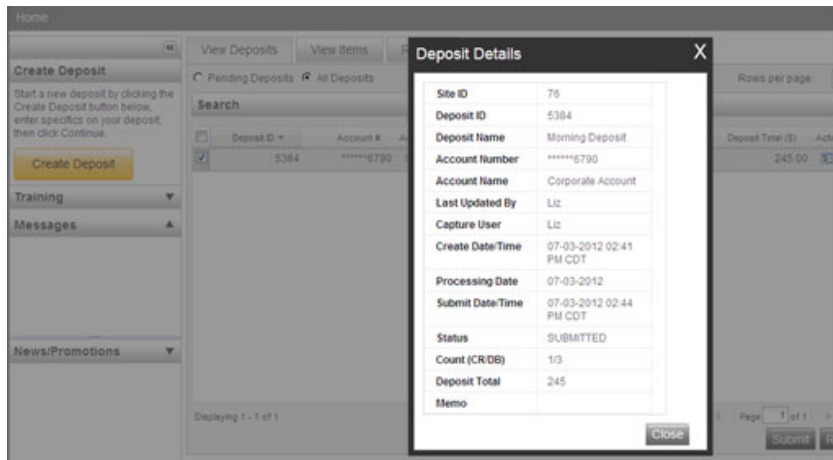 Home
Create Deposit
Start a new deposit by clicking the
Create Deposit button below,
enter specifics on your deposit,
then click Continue.
Create Deposit
Training
Messages
News/Promotions
View Deposits
View Items
Pending Deposits
All Deposits
Rows per page
Search
Deposit ID
Account #
Deposit Total ($)
5384
******6790
245.00
Displaying 1 - 1 of 1
Page 1 of 1
Submit
Deposit Details
X
Site ID 76
Deposit ID 5384
Deposit Name Morning Deposit
Account Number ******6790
Account Name Corporate Account
Last Updated By Liz
Capture User Liz
Create Date/Time 07-03-2012 02:41
PM CDT
Processing Date 07-03-2012
Submit Date/Time 07-03-2012 02:44
PM CDT
Status SUBMITTED
Count (CR/DB) 1/3
Deposit Total 245
Memo
Close